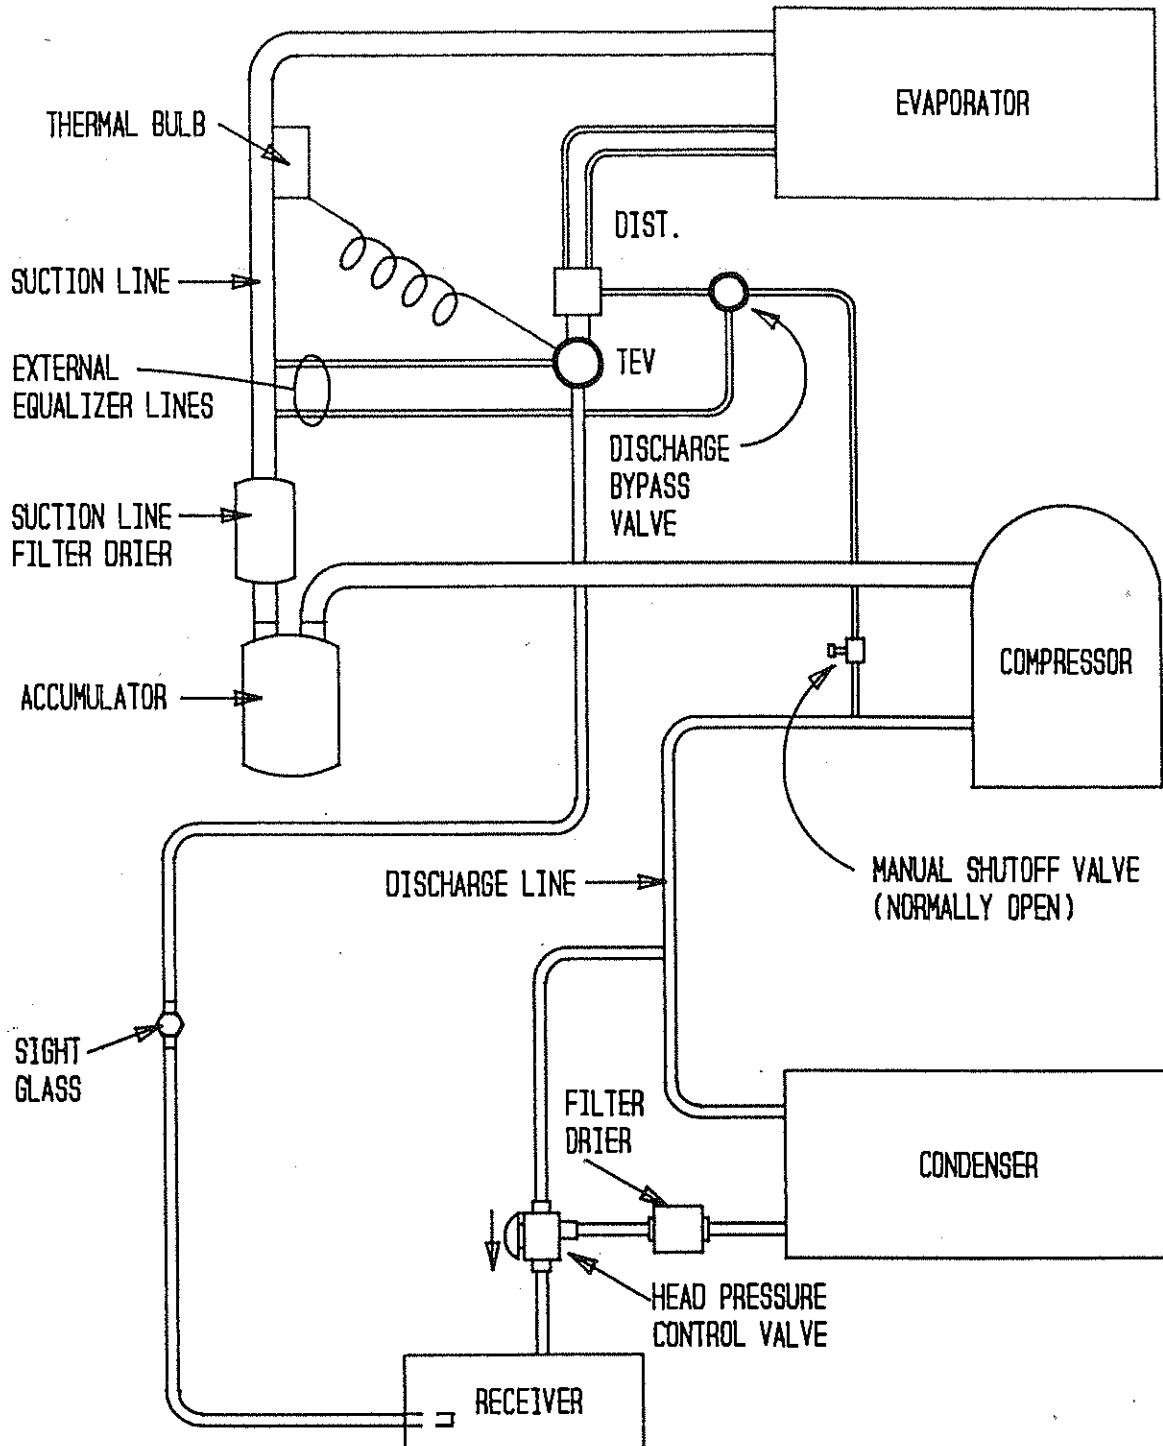 EVAPORATOR
THERMAL BULB
DIST.
SUCTION LINE
TEV
EXTERNAL
EQUALIZER LINES
DISCHARGE
BYPASS
VALVE
SUCTION LINE
FILTER DRIER
COMPRESSOR
ACCUMULATOR
MANUAL SHUTOFF VALVE
(NORMALLY OPEN)
DISCHARGE LINE
SIGHT
GLASS
FILTER
DRIER
CONDENSER
HEAD PRESSURE
CONTROL VALVE
RECEIVER